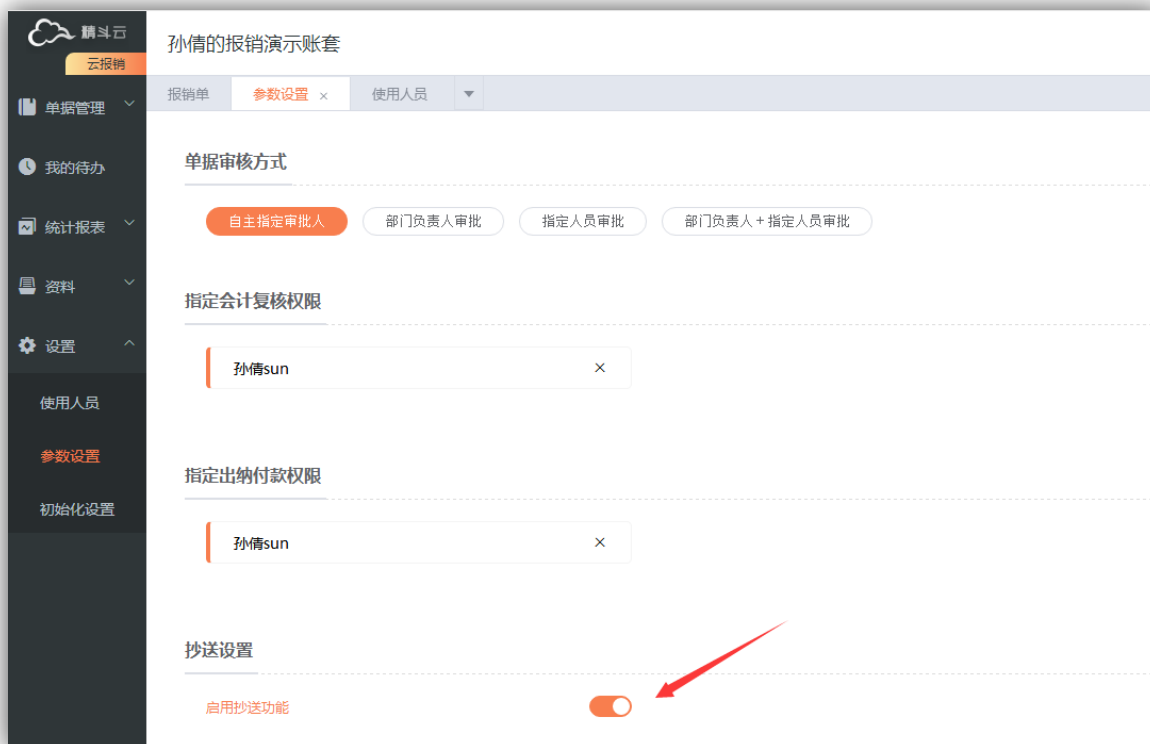 精斗云
云报销
孙倩的报销演示账套
报销单
参数设置 ×
使用人员
单据管理
我的待办
统计报表
资料
设置
使用人员
参数设置
初始化设置
单据审核方式
自主指定审批人
部门负责人审批
指定人员审批
部门负责人 + 指定人员审批
指定会计复核权限
孙倩sun ×
指定出纳付款权限
孙倩sun ×
抄送设置
启用抄送功能